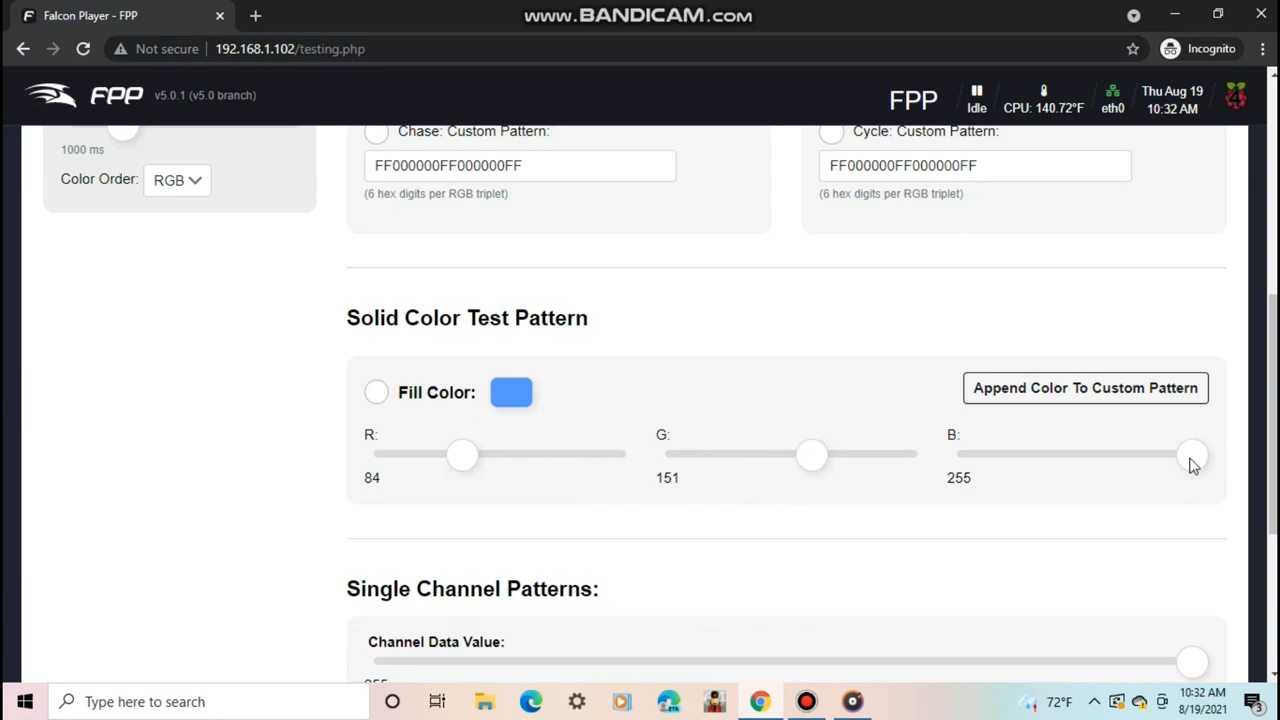 Falcon Player - FPP
www.BANDICAM.com
Not secure
192.168.1.102/testing.php
Incognito
FPP v5.0.1 (v5.0 branch)
FPP
Idle
CPU: 140.72°F
eth0
Thu Aug 19
10:32 AM
1000 ms
Color Order: RGB
Chase: Custom Pattern:
FF000000FF000000FF
(6 hex digits per RGB triplet)
Cycle: Custom Pattern:
FF000000FF000000FF
(6 hex digits per RGB triplet)
Solid Color Test Pattern
Fill Color:
Append Color To Custom Pattern
R:
G:
B:
84
151
255
Single Channel Patterns:
Channel Data Value:
255
Type here to search
ETA
72°F
10:32 AM
8/19/2021
3